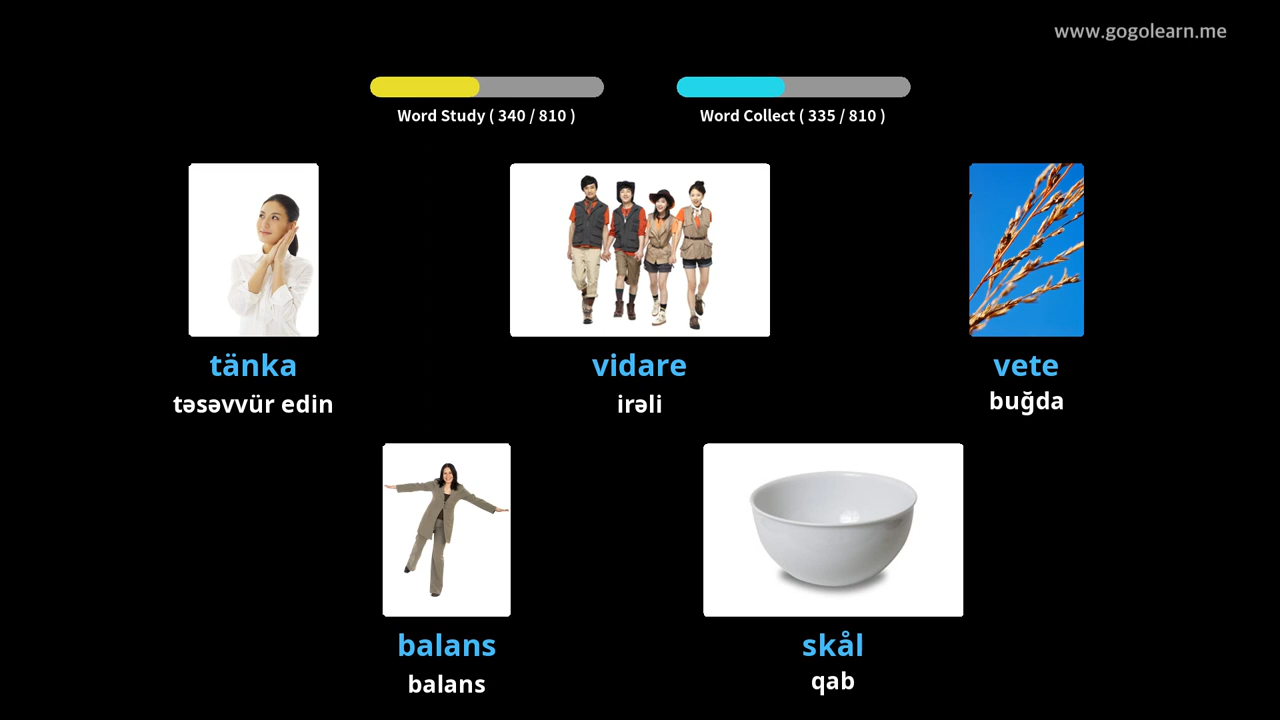 www.gogolearn.me
Word Study ( 340 / 810 )
Word Collect ( 335 / 810 )
tänka
təsəvvür edin
vidare
irəli
vete
buğda
balans
balans
skål
qab